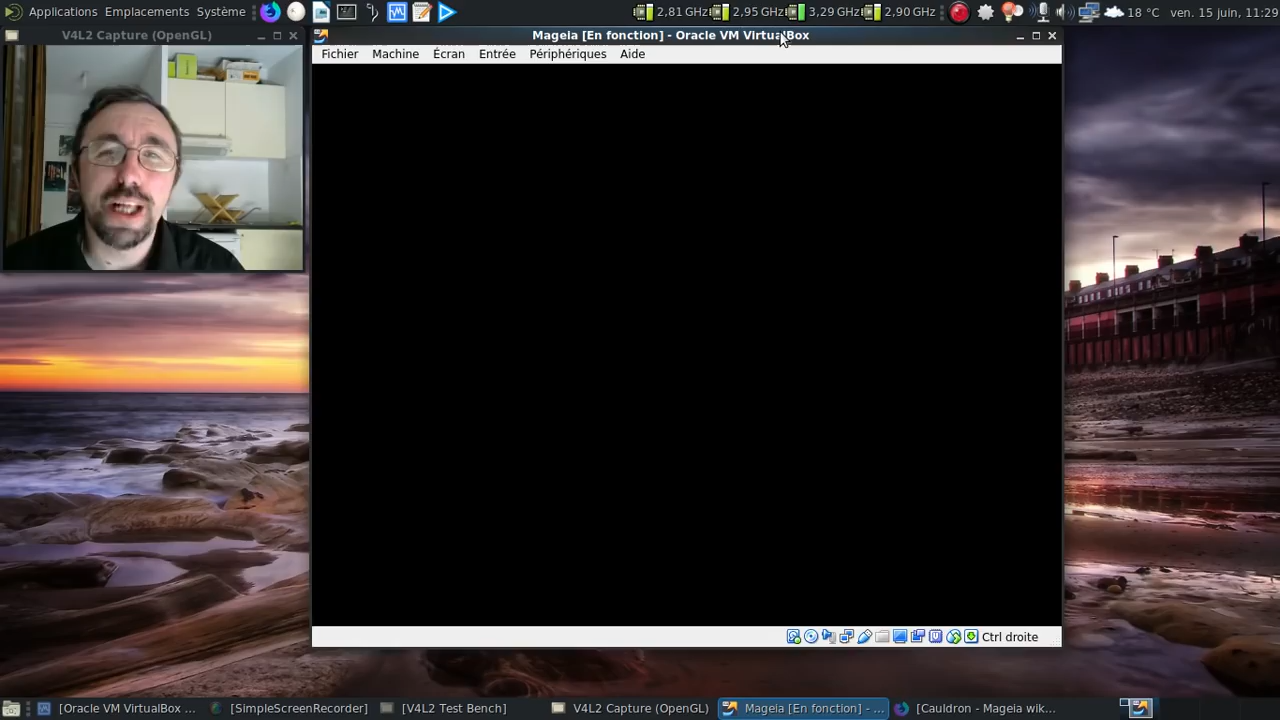 Applications Emplacements Système
2,81 GHz 2,95 GHz 3,29 GHz 2,90 GHz
18 °C ven. 15 juin, 11:29
V4L2 Capture (OpenGL)
Mageia [En fonction] - Oracle VM VirtualBox
Fichier Machine Écran Entrée Périphériques Aide
Ctrl droite
[Oracle VM VirtualBox ... [SimpleScreenRecorder] [V4L2 Test Bench] V4L2 Capture (OpenGL) Mageia [En fonction] - ... [Cauldron - Mageia wik...